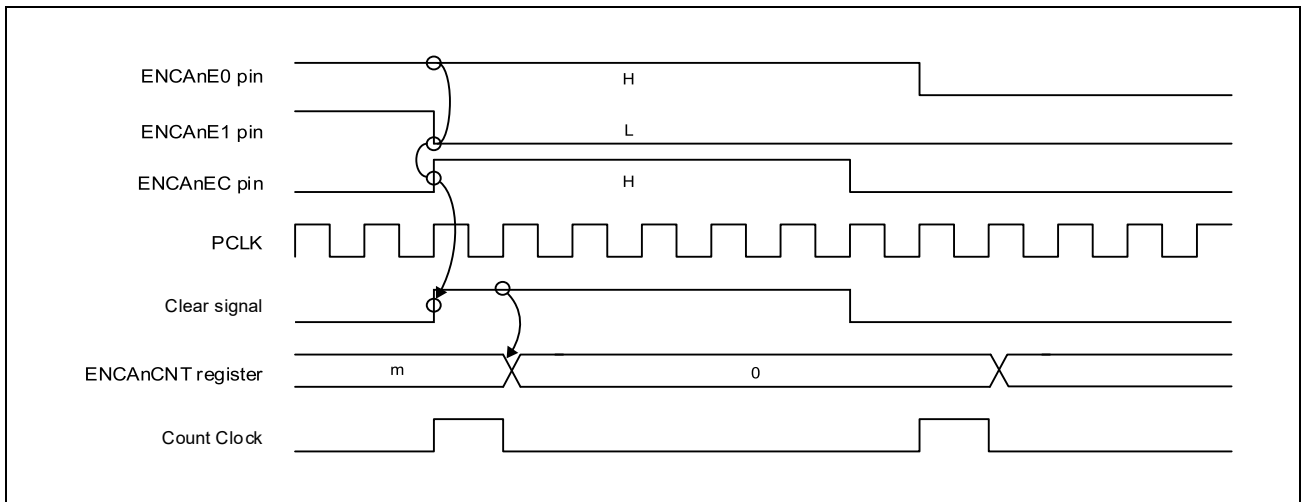 ENCAnE0 pin
H
ENCAnE1 pin
L
ENCAnEC pin
H
PCLK
Clear signal
ENCAnCNT register
m
0
Count Clock